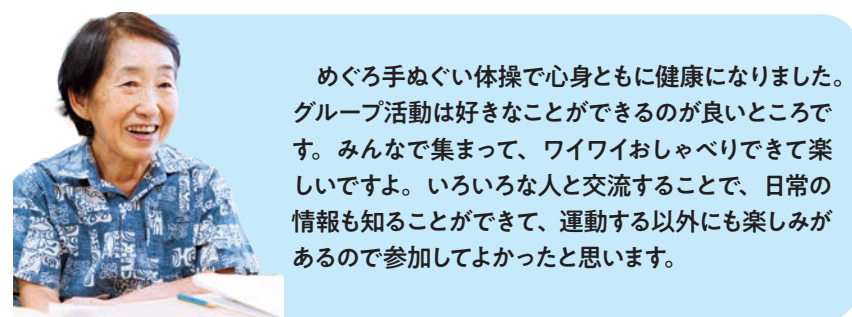 めぐろ手ぬぐい体操で心身ともに健康になりました。
グループ活動は好きなことができるのが良いところで
す。みんなで集まって、ワイワイおしゃべりできて楽
しいですよ。いろいろな人と交流することで、日常の
情報も知ることができて、運動する以外にも楽しみが
あるので参加してよかったと思います。